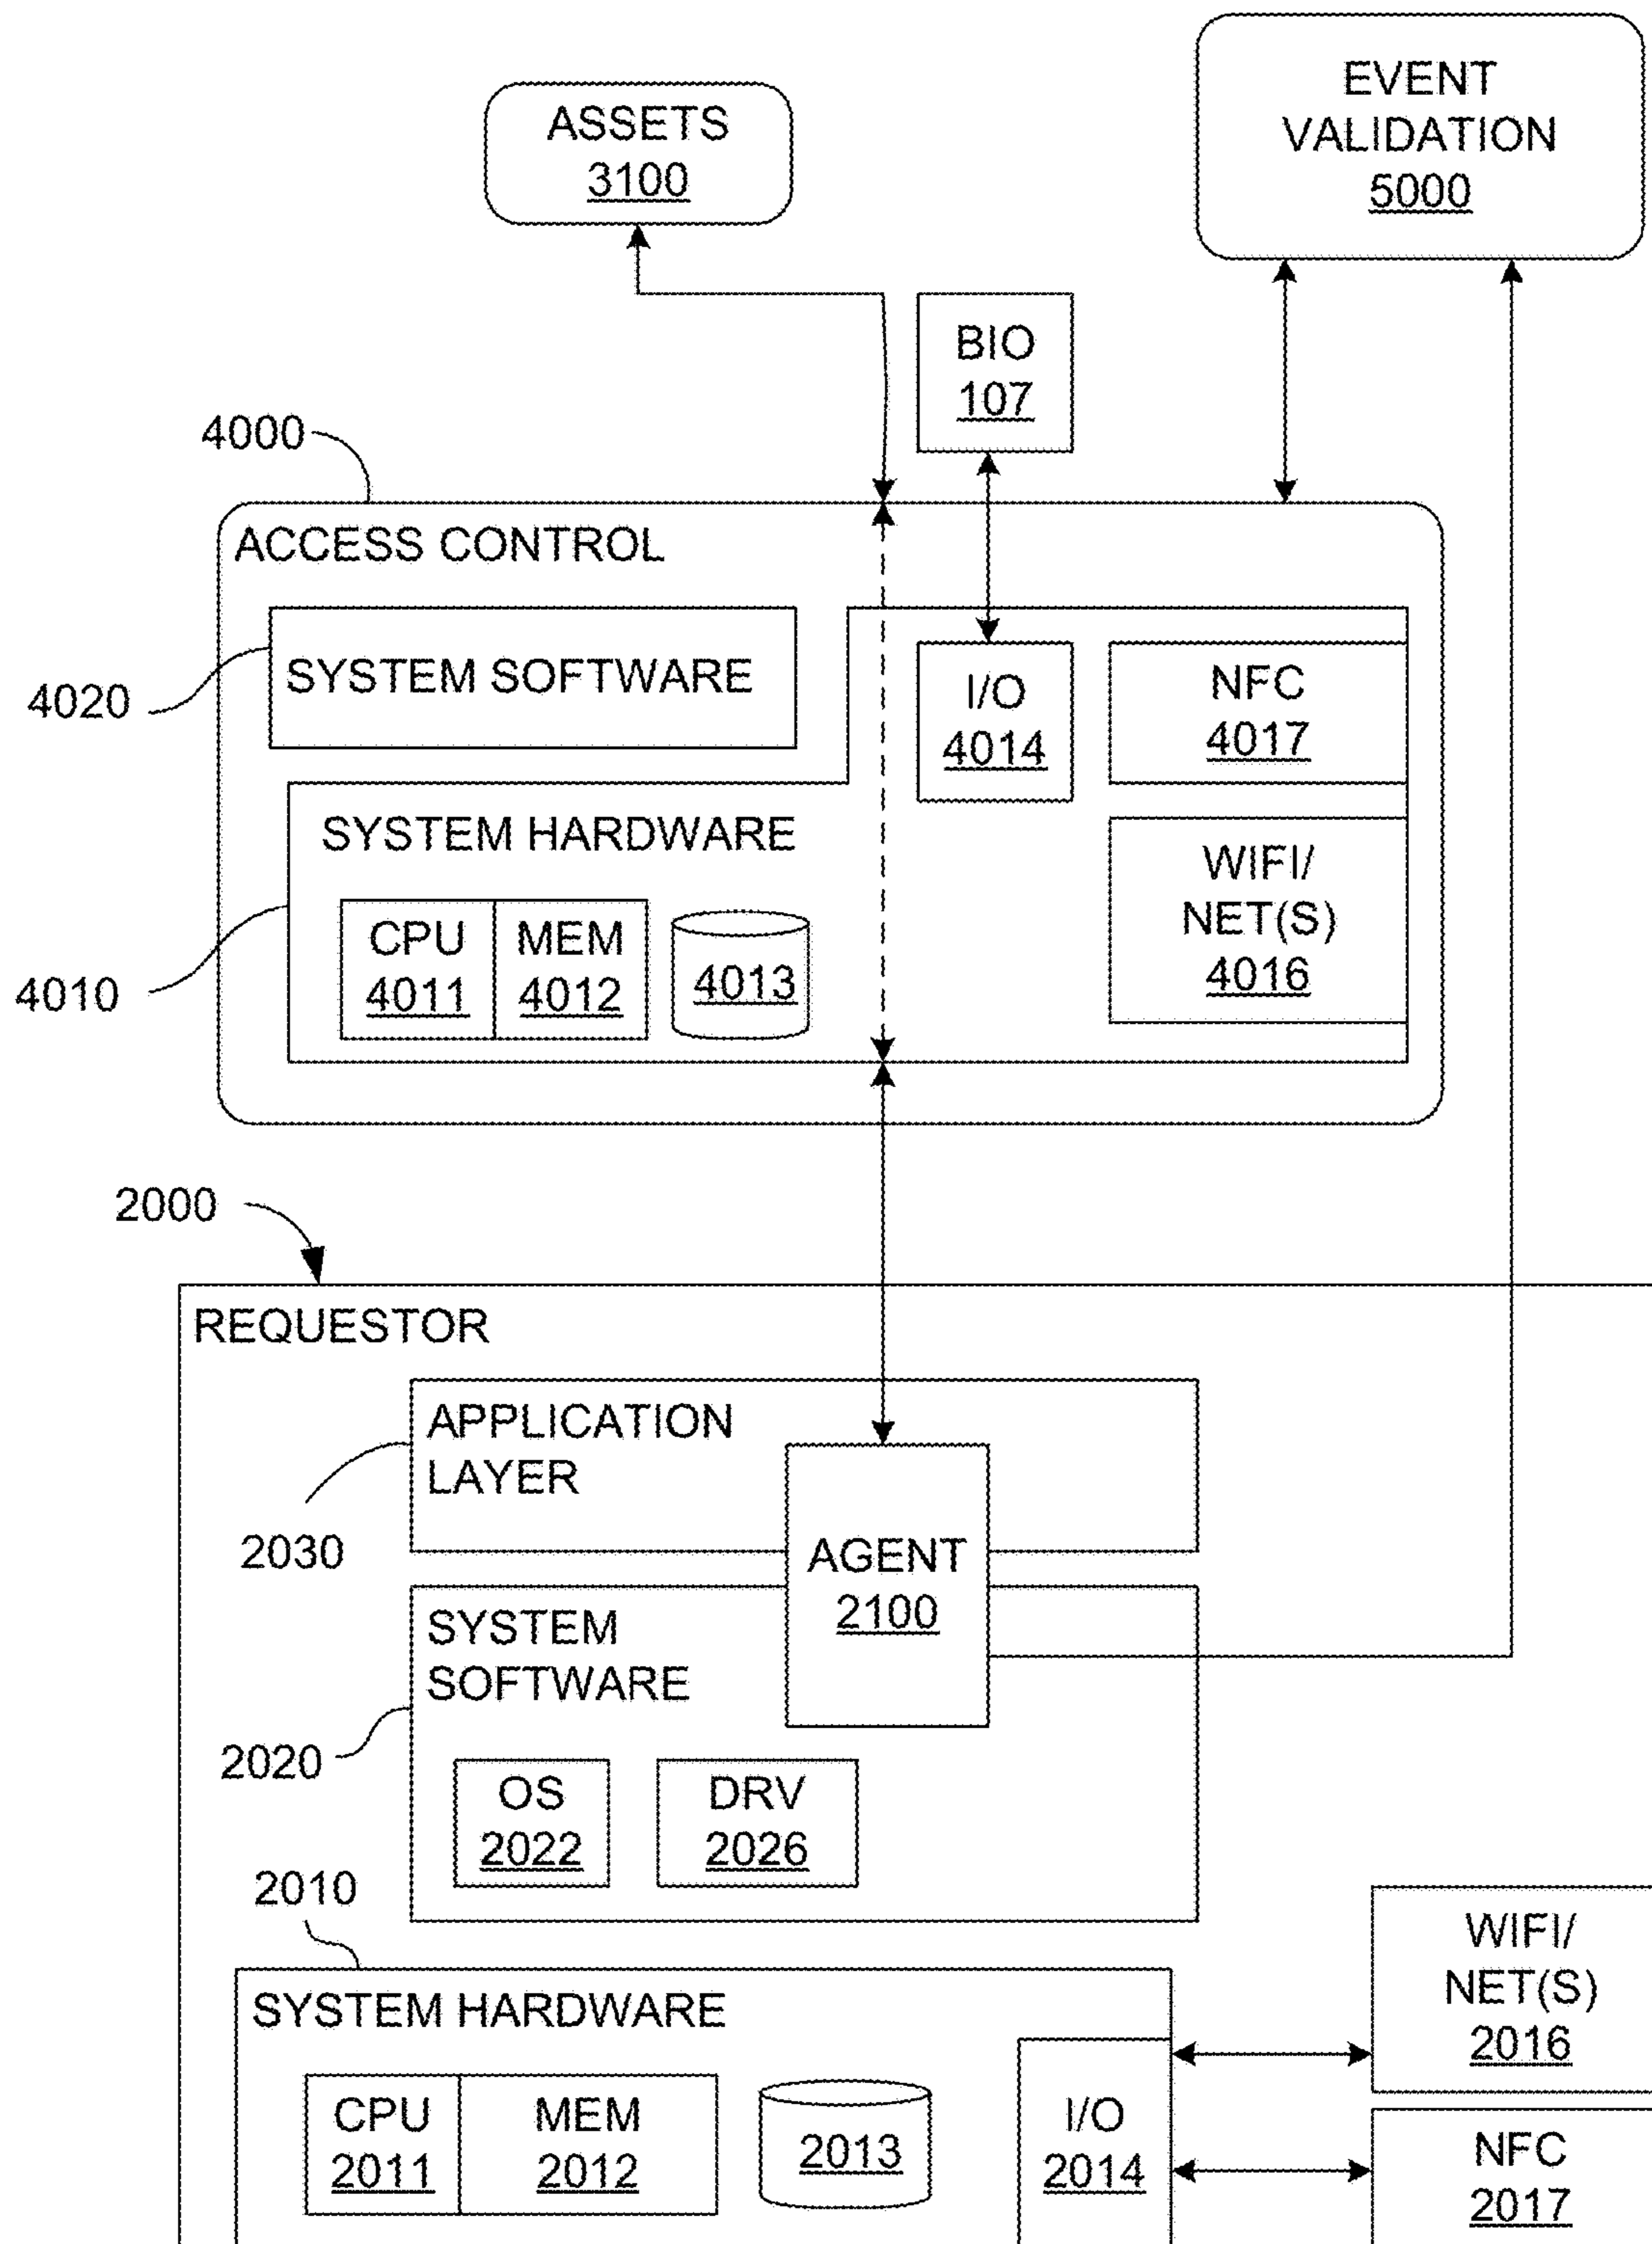 EVENT
VALIDATION
5000
ASSETS
3100
BIO
107
4000
ACCESS CONTROL
SYSTEM SOFTWARE
4020
I/O
4014
NFC
4017
SYSTEM HARDWARE
WIFI/
NET(S)
4016
CPU
4011
MEM
4012
4013
4010
2000
REQUESTOR
APPLICATION
LAYER
2030
AGENT
2100
SYSTEM
SOFTWARE
2020
OS
2022
DRV
2026
2010
SYSTEM HARDWARE
WIFI/
NET(S)
2016
CPU
2011
MEM
2012
2013
I/O
2014
NFC
2017